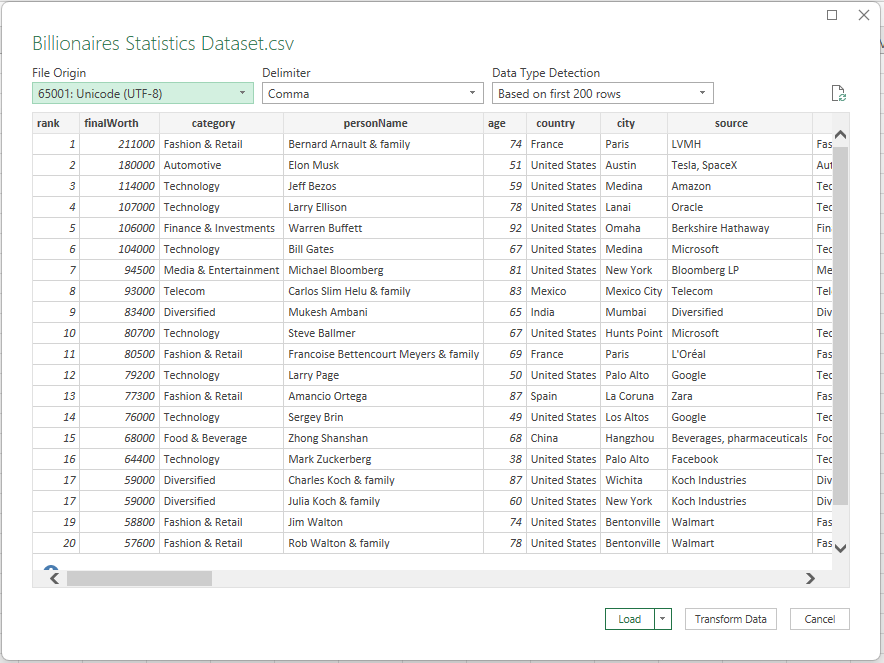 Billionaires Statistics Dataset.csv
File Origin Delimiter Data Type Detection
65001: Unicode (UTF-8) Comma Based on first 200 rows
rank finalWorth category personName age country city source
1 211000 Fashion & Retail Bernard Arnault & family 74 France Paris LVMH Fas
2 180000 Automotive Elon Musk 51 United States Austin Tesla, SpaceX Aut
3 114000 Technology Jeff Bezos 59 United States Medina Amazon Tec
4 107000 Technology Larry Ellison 78 United States Lanai Oracle Tec
5 106000 Finance & Investments Warren Buffett 92 United States Omaha Berkshire Hathaway Fin
6 104000 Technology Bill Gates 67 United States Medina Microsoft Tec
7 94500 Media & Entertainment Michael Bloomberg 81 United States New York Bloomberg LP Me
8 93000 Telecom Carlos Slim Helu & family 83 Mexico Mexico City Telecom Tel
9 83400 Diversified Mukesh Ambani 65 India Mumbai Diversified Div
10 80700 Technology Steve Ballmer 67 United States Hunts Point Microsoft Tec
11 80500 Fashion & Retail Francoise Bettencourt Meyers & family 69 France Paris L'Oréal Fas
12 79200 Technology Larry Page 50 United States Palo Alto Google Tec
13 77300 Fashion & Retail Amancio Ortega 87 Spain La Coruna Zara Fas
14 76000 Technology Sergey Brin 49 United States Los Altos Google Tec
15 68000 Food & Beverage Zhong Shanshan 68 China Hangzhou Beverages, pharmaceuticals Foo
16 64400 Technology Mark Zuckerberg 38 United States Palo Alto Facebook Tec
17 59000 Diversified Charles Koch & family 87 United States Wichita Koch Industries Div
17 59000 Diversified Julia Koch & family 60 United States New York Koch Industries Div
19 58800 Fashion & Retail Jim Walton 74 United States Bentonville Walmart Fas
20 57600 Fashion & Retail Rob Walton & family 78 United States Bentonville Walmart Fas
Load Transform Data Cancel